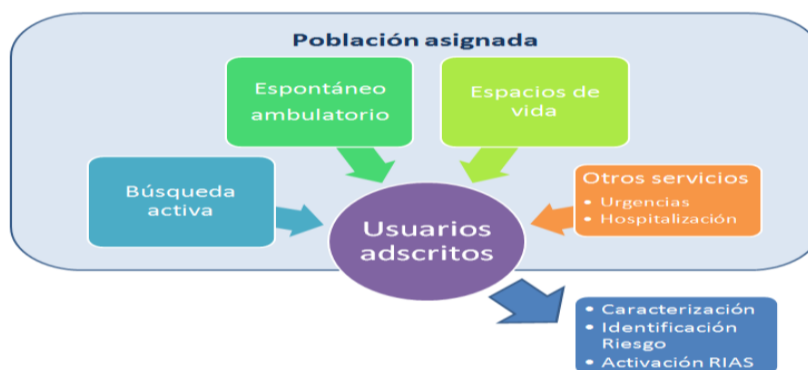 Población asignada
Espontáneo
ambulatorio
Espacios de
vida
Búsqueda
activa
Otros servicios
• Urgencias
• Hospitalización
Usuarios
adscritos
• Caracterización
• Identificación
Riesgo
• Activación RIAS